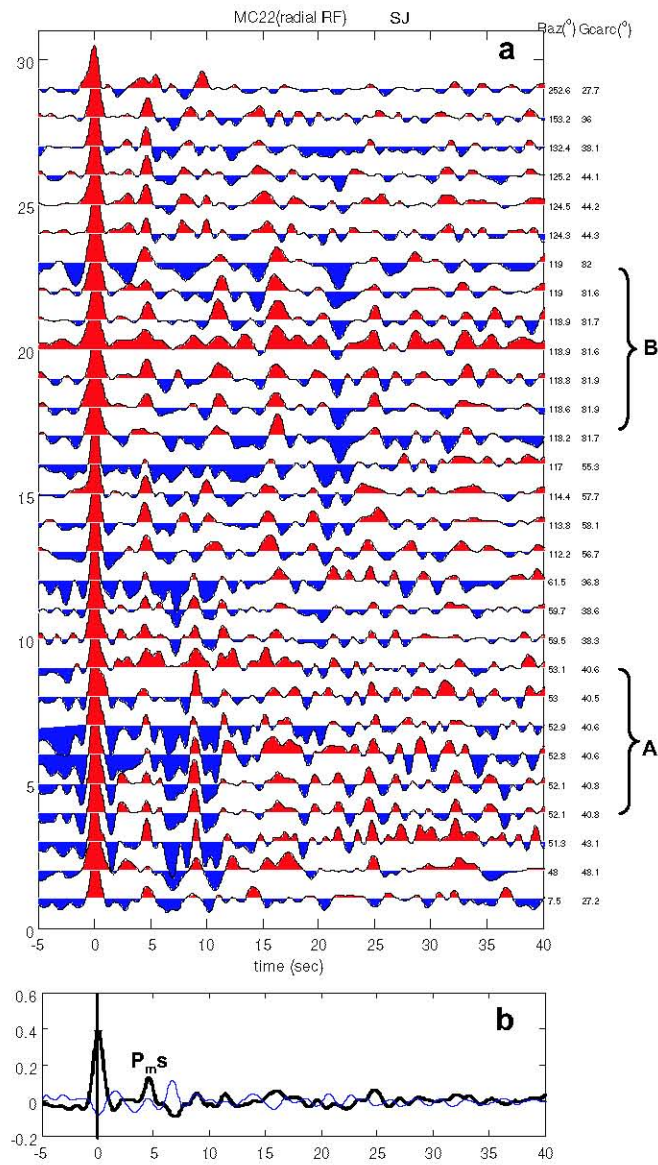 MC22(radial RF) SJ
Baz(°) Gcarc(°)
a
30
252.6 27.7
153.2 36
132.4 38.1
125.2 44.1
25 124.5 44.2
124.3 44.3
119 82
119 81.6
118.9 81.7
20 118.9 81.6
118.8 81.9
118.6 81.9
118.2 81.7
117 55.3
15 114.4 57.7
113.8 58.1
112.2 56.7
61.5 36.8
59.7 38.6
10 59.5 38.3
53.1 40.6
53 40.5
52.9 40.6
52.8 40.6
5 52.1 40.8
52.1 40.8
51.3 43.1
48 48.1
7.5 27.2
0
B
A
-5 0 5 10 15 20 25 30 35 40
time (sec)
b
0.6
0.4
0.2
0
-0.2
Pms
-5 0 5 10 15 20 25 30 35 40